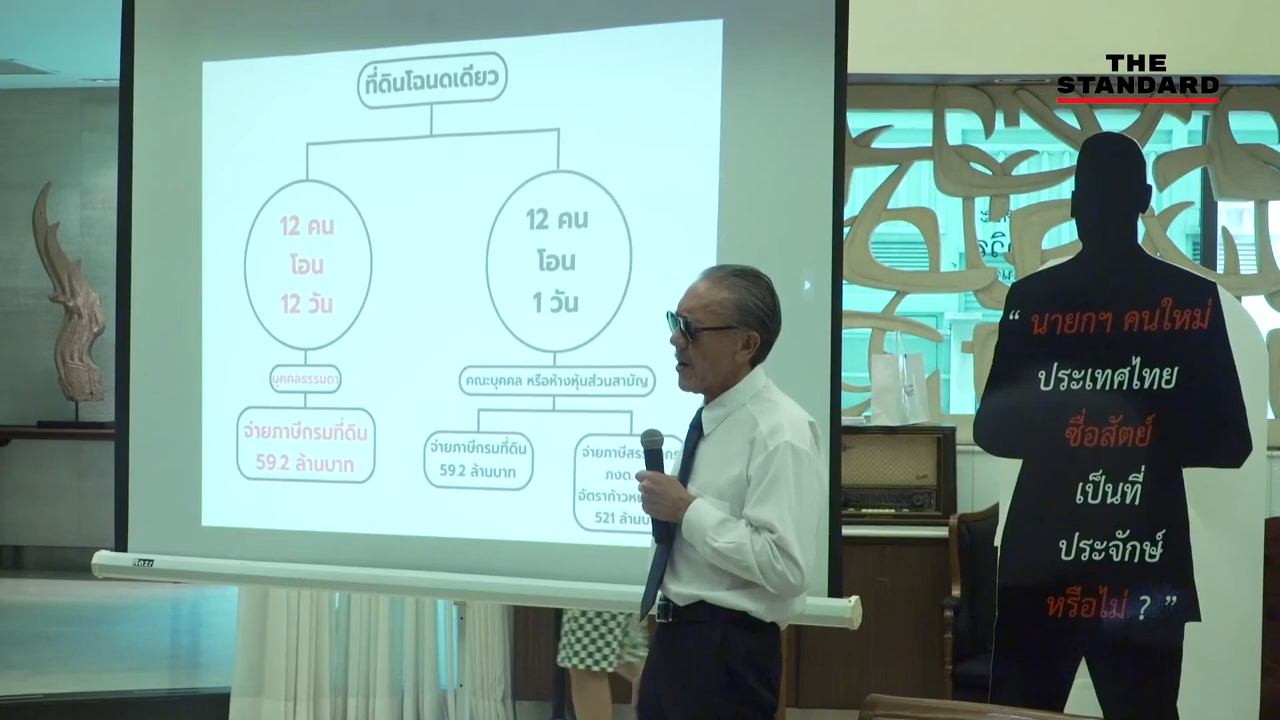 THE
STANDARD
ที่ดินโฉนดเดียว
12 คน
โอน
12 วัน
12 คน
โอน
1 วัน
บุคคลธรรมดา
คณะบุคคล หรือห้างหุ้นส่วนสามัญ
จ่ายภาษีกรมที่ดิน
59.2 ล้านบาท
จ่ายภาษีกรมที่ดิน
59.2 ล้านบาท
จ่ายภาษี
ภงด.
521
“ นายกฯ คนใหม่
ประเทศไทย
ซื่อสัตย์
เป็นที่
ประจักษ์
หรือไม่ ? ”